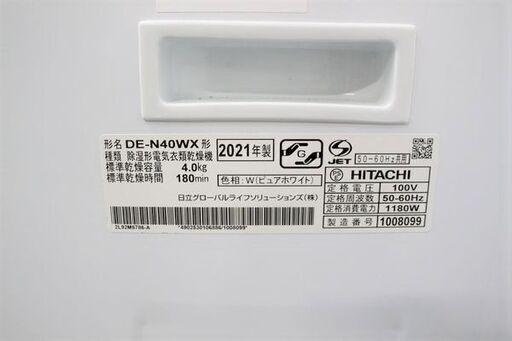 形名 DE-N40WX 形
種類 除湿形電気衣類乾燥機
標準乾燥容量 4.0kg
標準乾燥時間 180min
2021年製
G
S
JET
50-60Hz共用
HITACHI
色相:W(ピュアホワイト)
定格電圧 100V
定格周波数 50-60Hz
定格消費電力 1180W
日立グローバルライフソリューションズ(株)
製造番号 1008099
2L92M5786-A
*4902530106886/1008099*